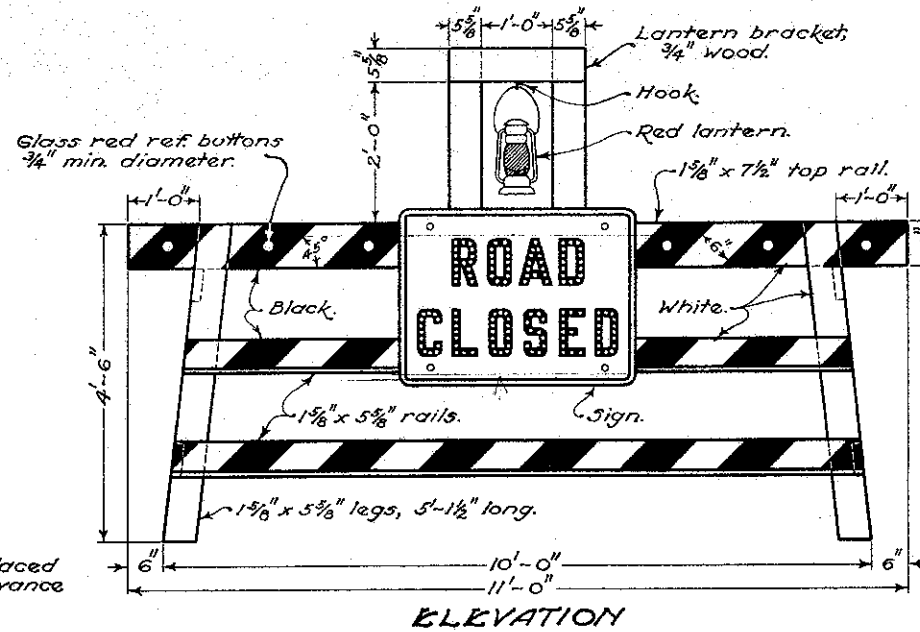 5⅝" 1'-0" 5⅝"
5⅝"
Lantern bracket,
¾" wood.
Hook.
2'-0"
Red lantern.
Glass red ref. buttons
¾" min. diameter.
1⅝" x 7½" top rail.
1'-0"
1'-0"
45°
6"
ROAD
CLOSED
Black.
White.
4'-6"
1⅝" x 5⅝" rails.
Sign.
1⅝" x 5⅝" legs, 5'-1½" long.
6"
10'-0"
6"
11'-0"
ELEVATION